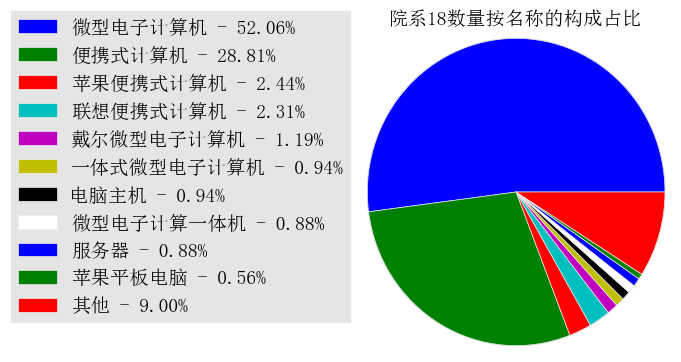 院系18数量按名称的构成占比
微型电子计算机 - 52.06%
便携式计算机 - 28.81%
苹果便携式计算机 - 2.44%
联想便携式计算机 - 2.31%
戴尔微型电子计算机 - 1.19%
一体式微型电子计算机 - 0.94%
电脑主机 - 0.94%
微型电子计算一体机 - 0.88%
服务器 - 0.88%
苹果平板电脑 - 0.56%
其他 - 9.00%